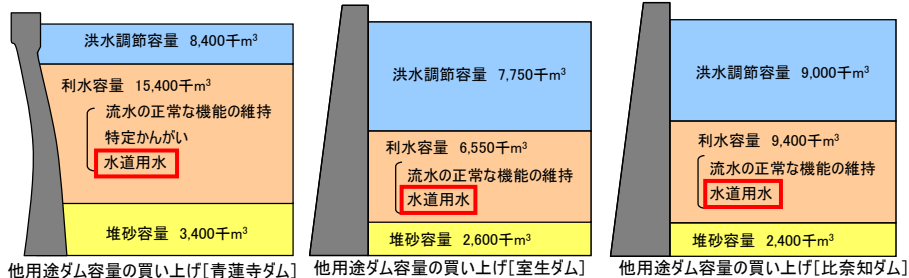 洪水調節容量 8,400千m³
利水容量 15,400千m³
流水の正常な機能の維持
特定かんがい
水道用水
堆砂容量 3,400千m³
他用途ダム容量の買い上げ[青蓮寺ダム]
洪水調節容量
7,750千m³
利水容量 6,550千m³
流水の正常な機能の維持
水道用水
堆砂容量 2,600千m³
他用途ダム容量の買い上げ[室生ダム]
洪水調節容量 9,000千m³
利水容量 9,400千m³
流水の正常な機能の維持
水道用水
堆砂容量 2,400千m³
他用途ダム容量の買い上げ[比奈知ダム]